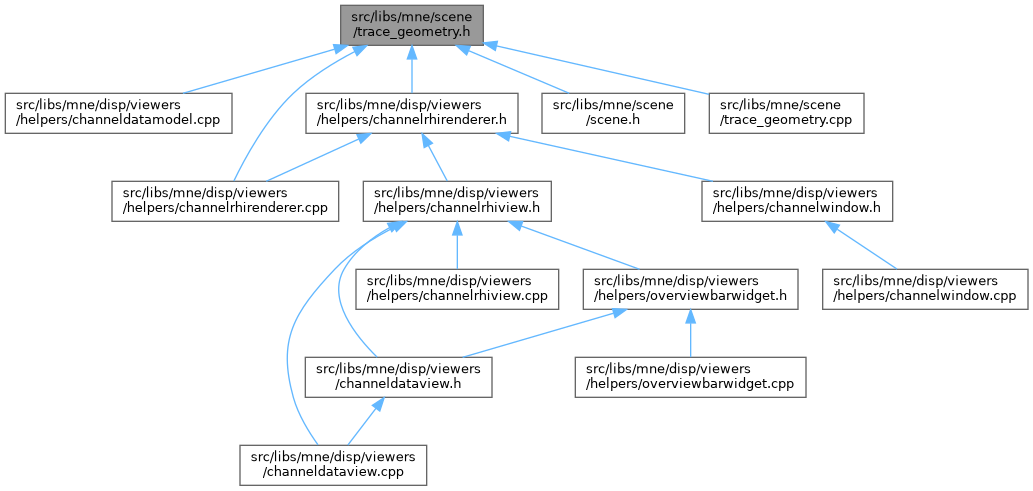 src/libs/mne/scene
/trace_geometry.h
src/libs/mne/disp/viewers
/helpers/channeldatamodel.cpp
src/libs/mne/disp/viewers
/helpers/channelrhirenderer.h
src/libs/mne/scene
/scene.h
src/libs/mne/scene
/trace_geometry.cpp
src/libs/mne/disp/viewers
/helpers/channelrhirenderer.cpp
src/libs/mne/disp/viewers
/helpers/channelrhiview.h
src/libs/mne/disp/viewers
/helpers/channelwindow.h
src/libs/mne/disp/viewers
/helpers/channelrhiview.cpp
src/libs/mne/disp/viewers
/helpers/overviewbarwidget.h
src/libs/mne/disp/viewers
/helpers/channelwindow.cpp
src/libs/mne/disp/viewers
/channeldataview.h
src/libs/mne/disp/viewers
/helpers/overviewbarwidget.cpp
src/libs/mne/disp/viewers
/channeldataview.cpp